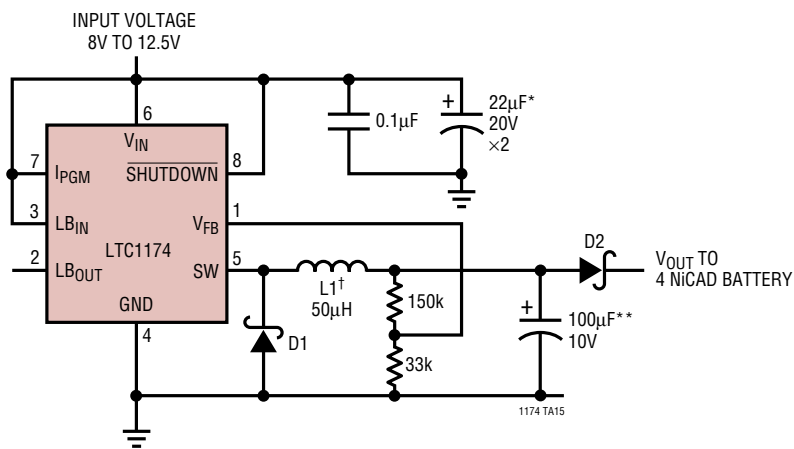 INPUT VOLTAGE
8V TO 12.5V
6
VIN
7
IPGM
SHUTDOWN
8
0.1µF
+
22µF*
20V
×2
3
LBIN
VFB
1
LTC1174
2
LBOUT
SW
5
GND
4
L1†
50µH
D1
150k
33k
D2
VOUT TO
4 NiCAD BATTERY
+
100µF**
10V
1174 TA15